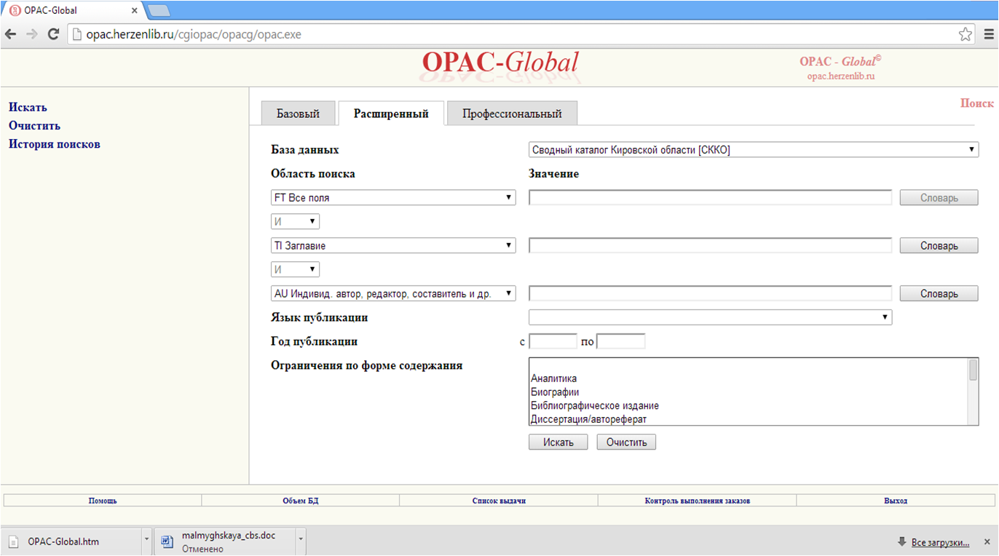 OPAC-Global
opac.herzenlib.ru/cgiopac/opacg/opac.exe
OPAC-Global
OPAC - Global©
opac.herzenlib.ru
Искать
Очистить
История поисков
Поиск
Базовый Расширенный Профессиональный
База данных Сводный каталог Кировской области [СККО]
Область поиска Значение
FT Все поля Словарь
И
TI Заглавие Словарь
И
AU Индивид. автор, редактор, составитель и др. Словарь
Язык публикации
Год публикации с по
Ограничения по форме содержания
Аналитика
Биографии
Библиографическое издание
Диссертация/автореферат
Искать Очистить
Помощь Объем БД Список выдачи Контроль выполнения заказов Выход
OPAC-Global.htm
malmyghskaya_cbs.doc
Отменено
Все загрузки...